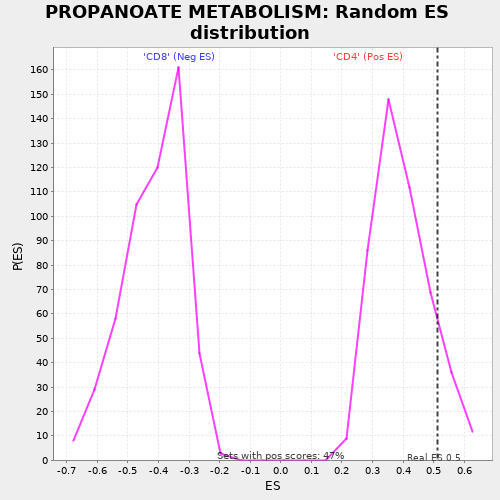 PROPANOATE METABOLISM: Random ES
distribution
'CD8' (Neg ES) 'CD4' (Pos ES)
160
150
140
130
120
110
100
90
80
70
60
50
40
30
20
10
0
P(ES)
Sets with pos scores: 47%
Real ES 0.5
-0.7 -0.6 -0.5 -0.4 -0.3 -0.2 -0.1 0.0 0.1 0.2 0.3 0.4 0.5 0.6
ES